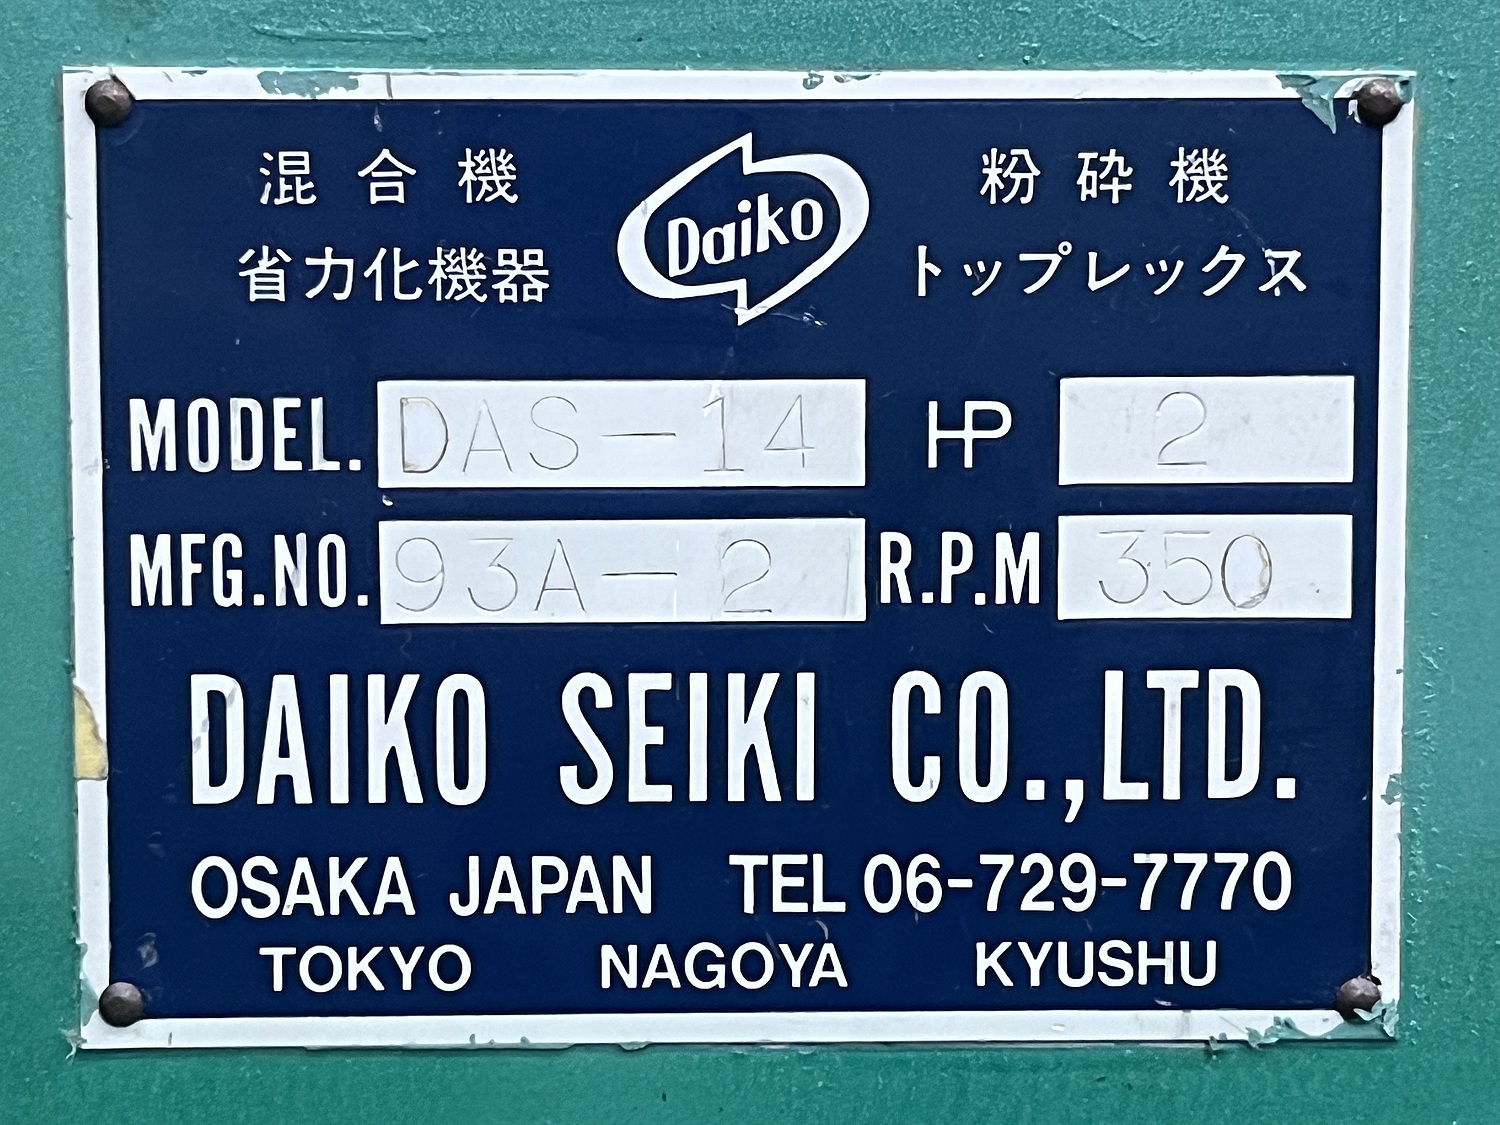 混合機 Daiko 粉砕機
省力化機器 トップレックス
MODEL. DAS-14 HP 2
MFG.NO. 93A-2 R.P.M 350
DAIKO SEIKI CO.,LTD.
OSAKA JAPAN TEL 06-729-7770
TOKYO NAGOYA KYUSHU